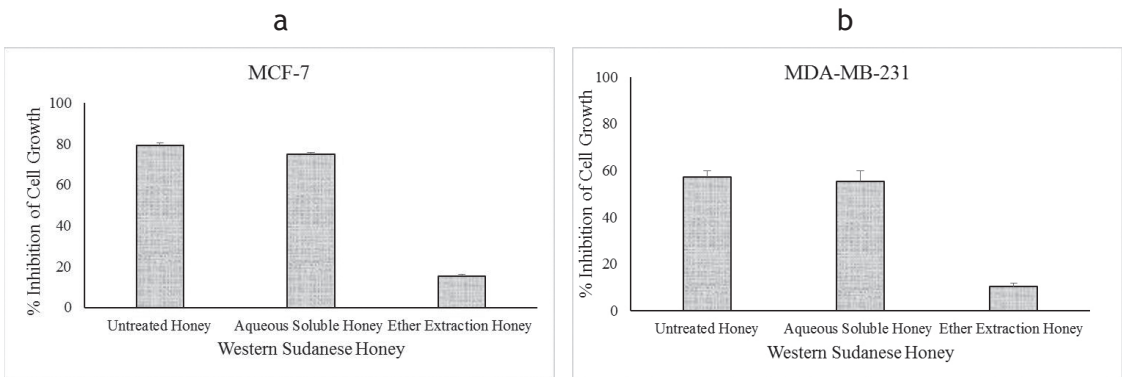 a
MCF-7
% Inhibition of Cell Growth
100
80
60
40
20
0
Untreated Honey
Aqueous Soluble Honey
Ether Extraction Honey
Western Sudanese Honey
b
MDA-MB-231
% Inhibition of Cell Growth
100
80
60
40
20
0
Untreated Honey
Aqueous Soluble Honey
Ether Extraction Honey
Western Sudanese Honey